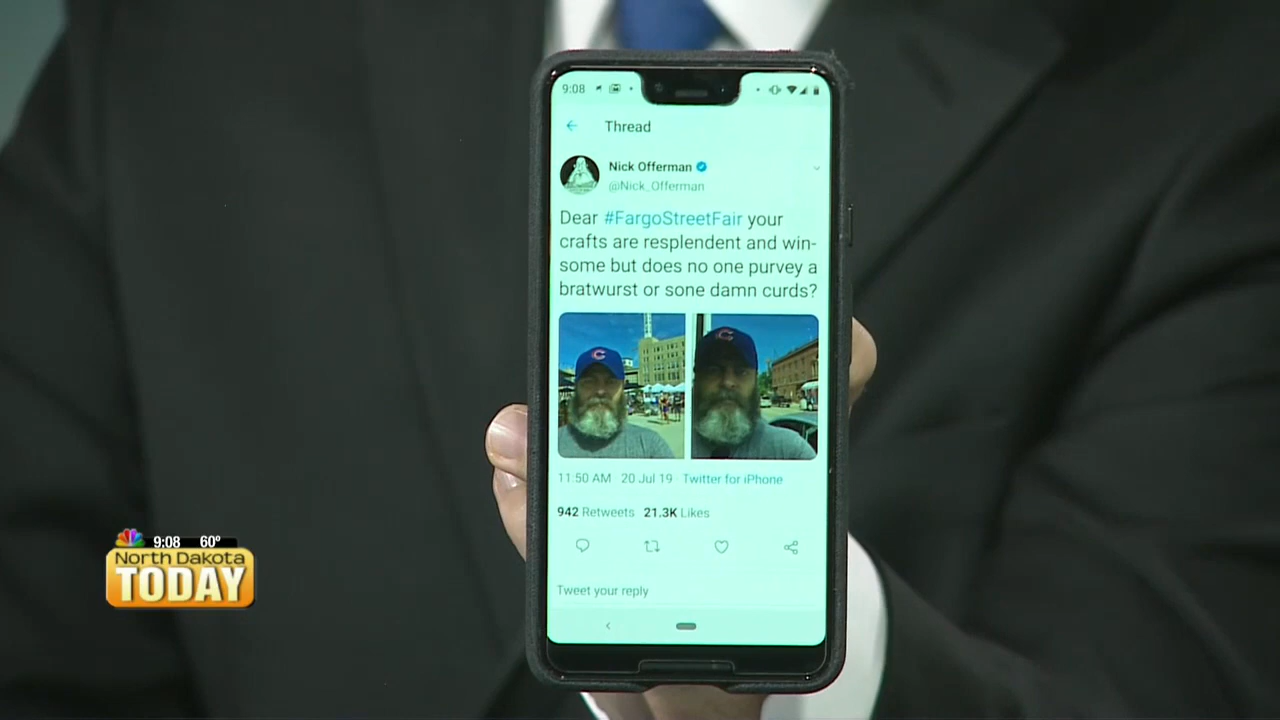 9:08
Thread
Nick Offerman
@Nick_Offerman
Dear #FargoStreetFair your
crafts are resplendent and win-
some but does no one purvey a
bratwurst or sone damn curds?
C
C
11:50 AM 20 Jul 19 · Twitter for iPhone
942 Retweets 21.3K Likes
Tweet your reply
9:08 60°
North Dakota
TODAY